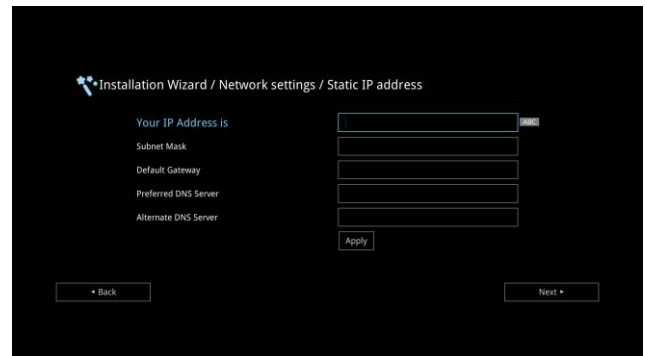 Installation Wizard / Network settings / Static IP address
Your IP Address is
ABC
Subnet Mask
Default Gateway
Preferred DNS Server
Alternate DNS Server
Apply
◂ Back
Next ▸